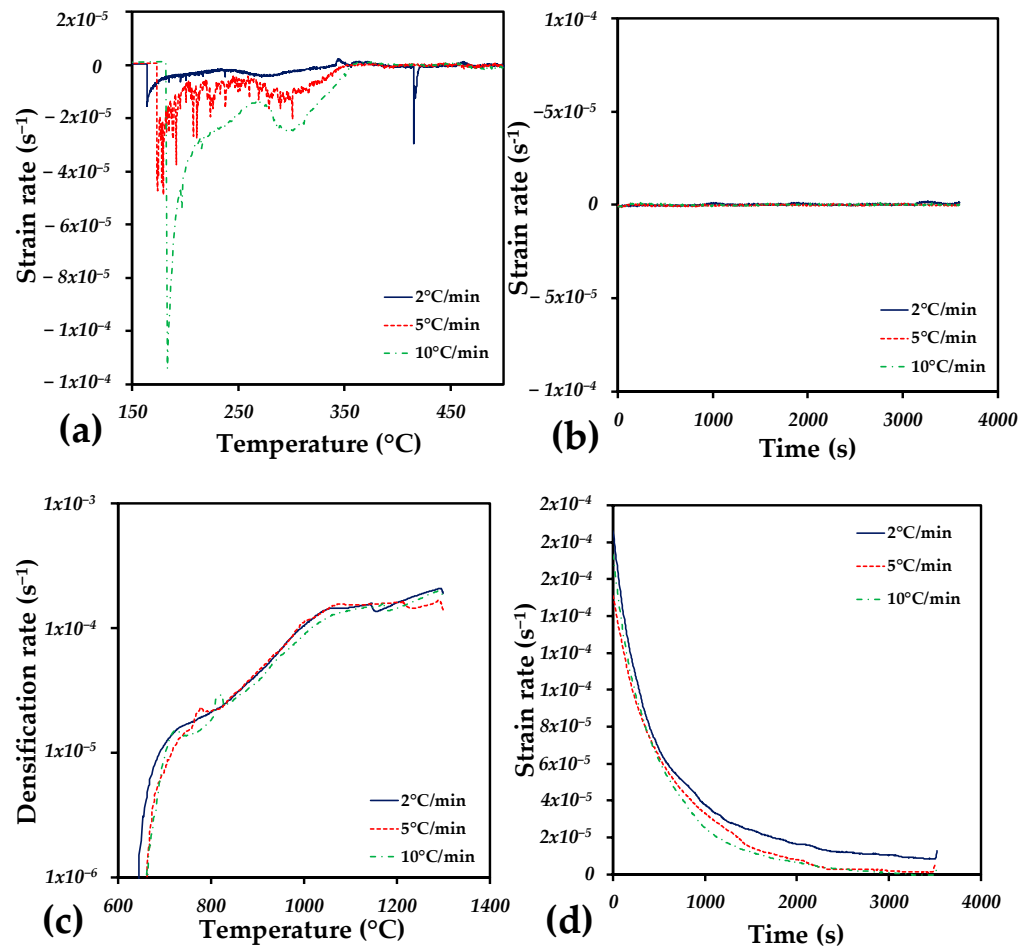 2x10⁻⁵
0
– 2x10⁻⁵
– 4x10⁻⁵
– 6x10⁻⁵
– 8x10⁻⁵
– 1x10⁻⁴
– 1x10⁻⁴
Strain rate (s⁻¹)
150 250 350 450
Temperature (°C)
2°C/min
5°C/min
10°C/min
(a)
1x10⁻⁴
– 5x10⁻⁵
0
– 5x10⁻⁵
– 1x10⁻⁴
Strain rate (s⁻¹)
0 1000 2000 3000 4000
Time (s)
2°C/min
5°C/min
10°C/min
(b)
1x10⁻³
1x10⁻⁴
1x10⁻⁵
1x10⁻⁶
Densification rate (s⁻¹)
600 800 1000 1200 1400
Temperature (°C)
2°C/min
5°C/min
10°C/min
(c)
2x10⁻⁴
2x10⁻⁴
2x10⁻⁴
1x10⁻⁴
1x10⁻⁴
1x10⁻⁴
8x10⁻⁵
6x10⁻⁵
4x10⁻⁵
2x10⁻⁵
0
Strain rate (s⁻¹)
0 1000 2000 3000 4000
Time (s)
2°C/min
5°C/min
10°C/min
(d)